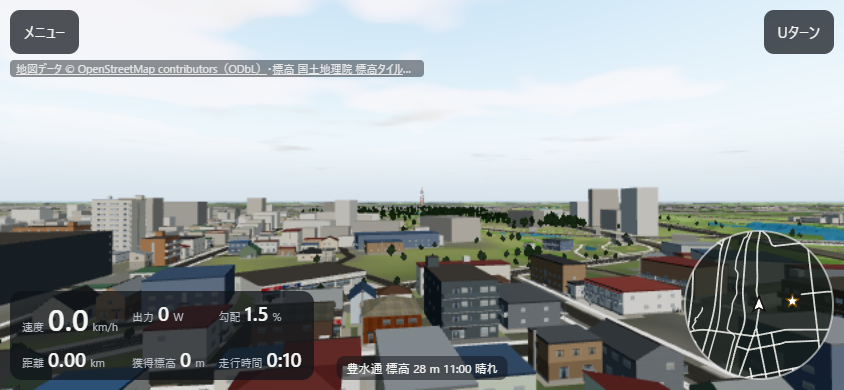 メニュー
Uターン
地図データ © OpenStreetMap contributors（ODbL）・標高 国土地理院 標高タイル...
速度 0.0 km/h 出力 0 W 勾配 1.5 %
距離 0.00 km 獲得標高 0 m 走行時間 0:10
豊水通 標高 28 m 11:00 晴れ